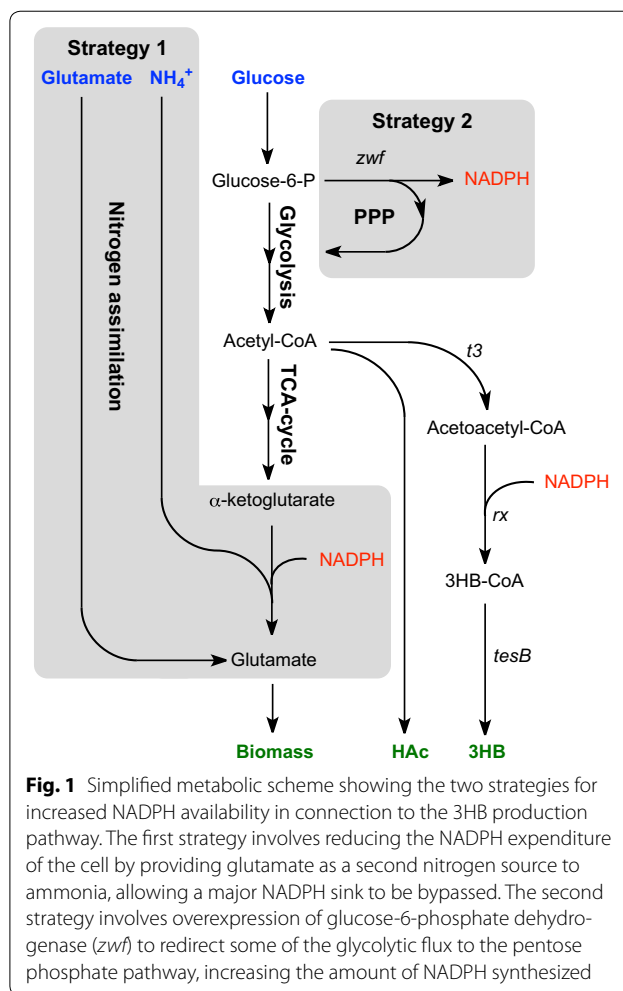 Strategy 1
Glutamate NH₄⁺
Glucose
Strategy 2
zwf
Glucose-6-P
NADPH
PPP
Nitrogen assimilation
Glycolysis
Acetyl-CoA
t3
TCA-cycle
Acetoacetyl-CoA
α-ketoglutarate
NADPH
rx
NADPH
3HB-CoA
Glutamate
tesB
Biomass
HAc
3HB
Fig. 1 Simplified metabolic scheme showing the two strategies for
increased NADPH availability in connection to the 3HB production
pathway. The first strategy involves reducing the NADPH expenditure
of the cell by providing glutamate as a second nitrogen source to
ammonia, allowing a major NADPH sink to be bypassed. The second
strategy involves overexpression of glucose-6-phosphate dehydro-
genase (zwf) to redirect some of the glycolytic flux to the pentose
phosphate pathway, increasing the amount of NADPH synthesized